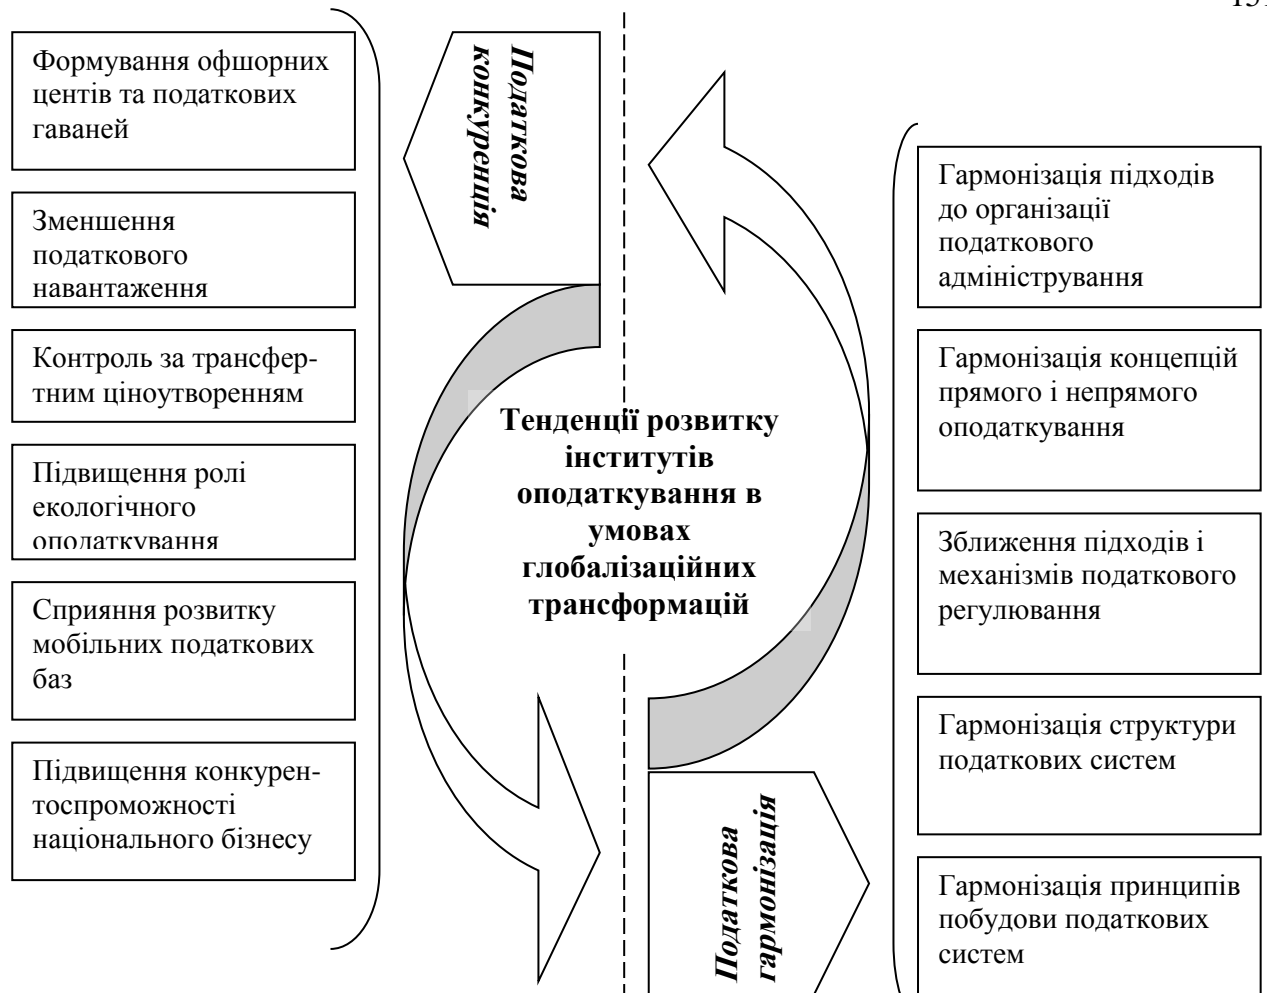 Формування офшорних
центів та податкових
гаваней
Зменшення
податкового
навантаження
Контроль за трансфер-
тним ціноутворенням
Підвищення ролі
екологічного
оподаткування
Сприяння розвитку
мобільних податкових
баз
Підвищення конкурен-
тоспроможності
національного бізнесу
Податкова
конкуренція
Тенденції розвитку
інститутів
оподаткування в
умовах
глобалізаційних
трансформацій
Податкова
гармонізація
Гармонізація підходів
до організації
податкового
адміністрування
Гармонізація концепцій
прямого і непрямого
оподаткування
Зближення підходів і
механізмів податкового
регулювання
Гармонізація структури
податкових систем
Гармонізація принципів
побудови податкових
систем